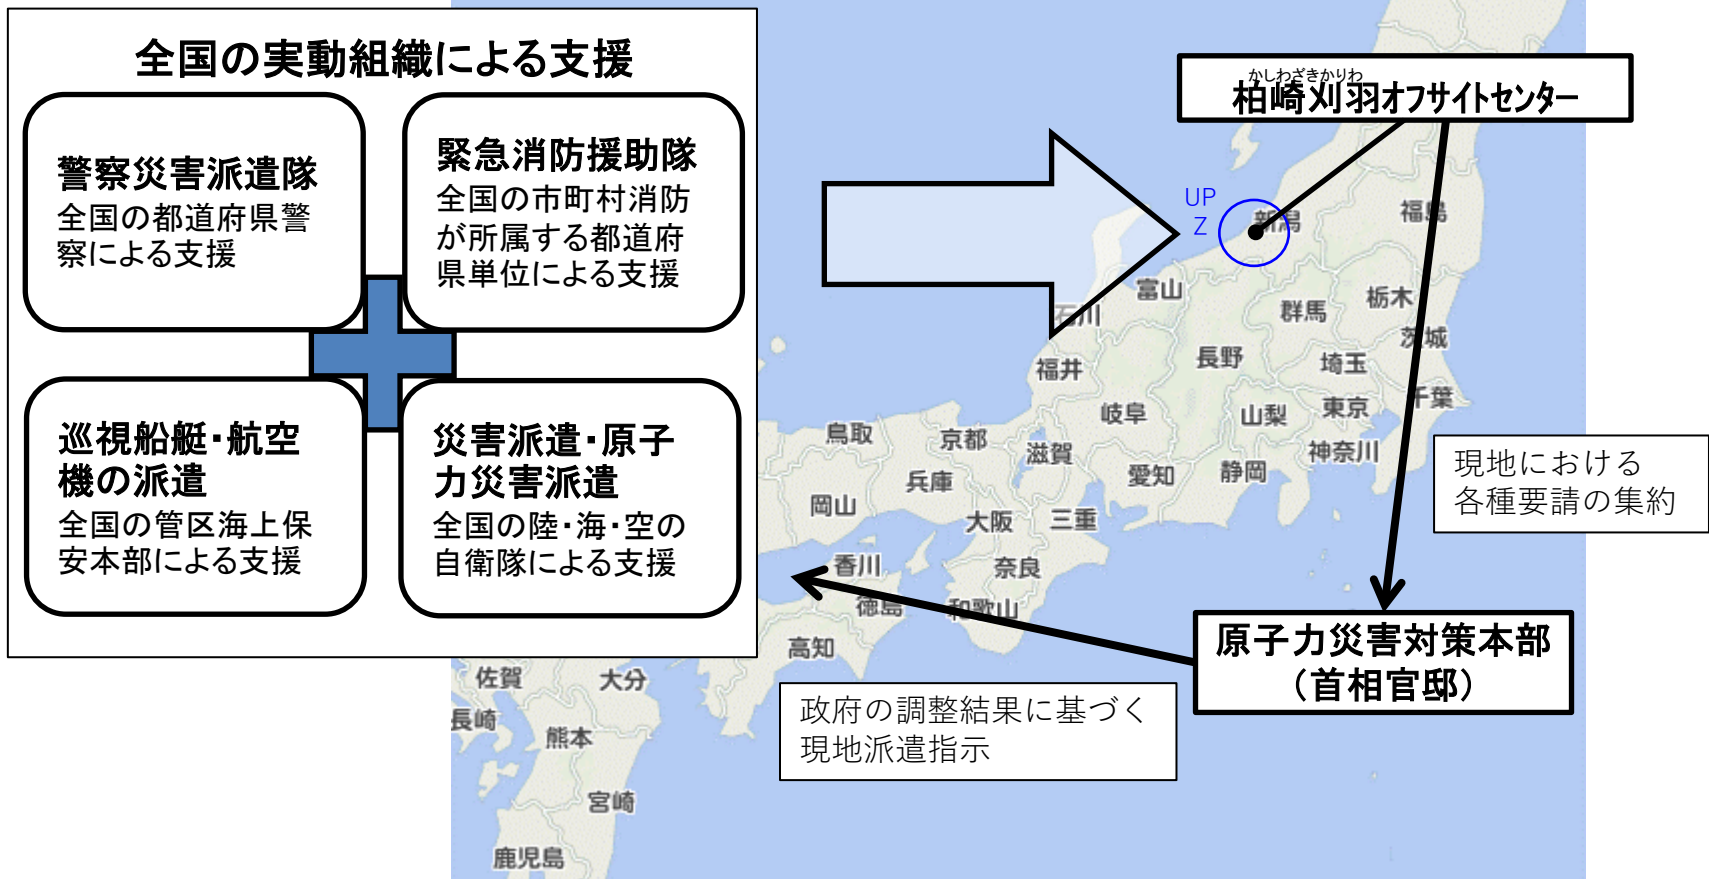 全国の実動組織による支援
警察災害派遣隊
全国の都道府県警
察による支援
緊急消防援助隊
全国の市町村消防
が所属する都道府
県単位による支援
巡視船艇・航空
機の派遣
全国の管区海上保
安本部による支援
災害派遣・原子
力災害派遣
全国の陸・海・空の
自衛隊による支援
かしわざきかりわ
柏崎刈羽オフサイトセンター
UP
Z
新潟
福島
富山
石川
群馬
栃木
茨城
福井
長野
埼玉
岐阜
山梨
東京
千葉
鳥取
京都
滋賀
愛知
静岡
神奈川
兵庫
岡山
大阪
三重
香川
奈良
徳島
和歌山
高知
佐賀
大分
長崎
熊本
宮崎
鹿児島
現地における
各種要請の集約
原子力災害対策本部
（首相官邸）
政府の調整結果に基づく
現地派遣指示